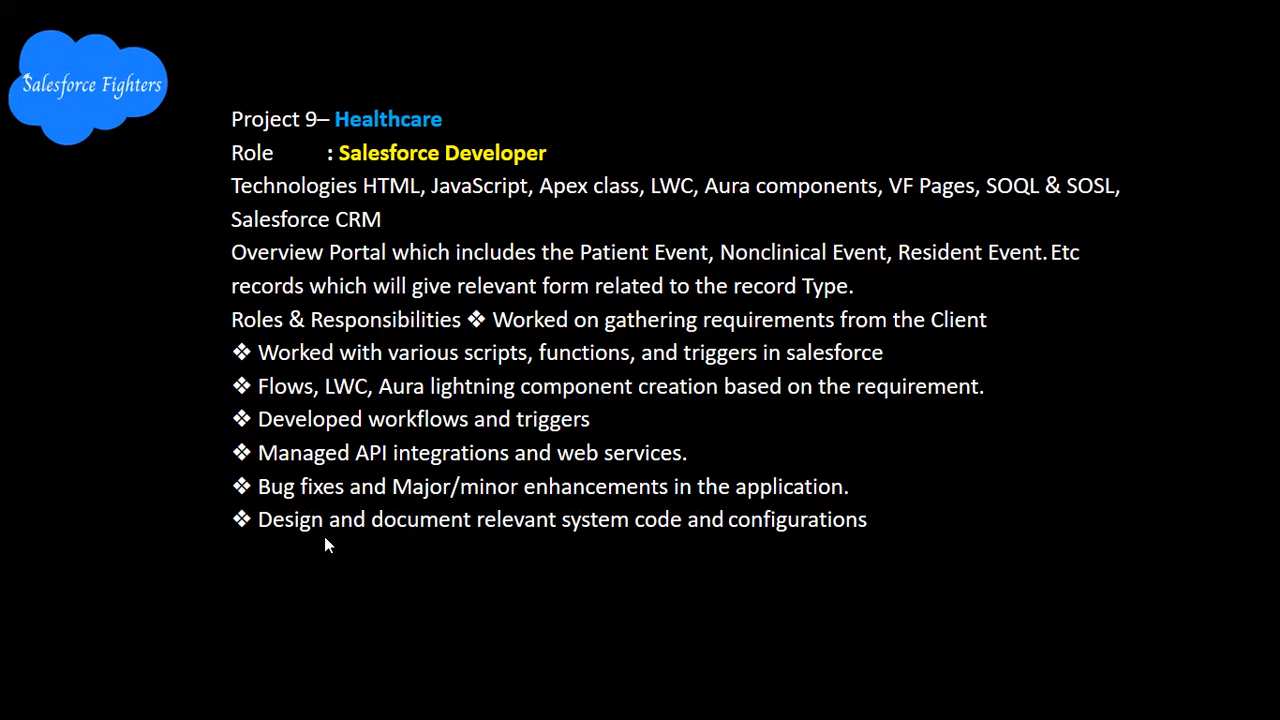 Salesforce Fighters
Project 9– Healthcare
Role : Salesforce Developer
Technologies HTML, JavaScript, Apex class, LWC, Aura components, VF Pages, SOQL & SOSL,
Salesforce CRM
Overview Portal which includes the Patient Event, Nonclinical Event, Resident Event. Etc
records which will give relevant form related to the record Type.
Roles & Responsibilities ❖ Worked on gathering requirements from the Client
❖ Worked with various scripts, functions, and triggers in salesforce
❖ Flows, LWC, Aura lightning component creation based on the requirement.
❖ Developed workflows and triggers
❖ Managed API integrations and web services.
❖ Bug fixes and Major/minor enhancements in the application.
❖ Design and document relevant system code and configurations